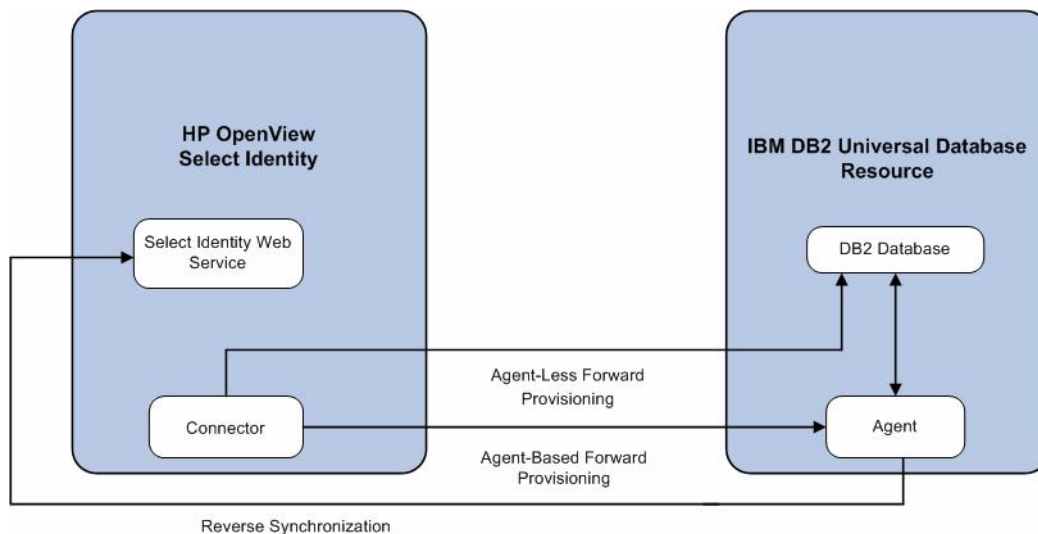 HP OpenView
Select Identity
IBM DB2 Universal Database
Resource
Select Identity Web
Service
DB2 Database
Agent-Less Forward
Provisioning
Connector
Agent
Agent-Based Forward
Provisioning
Reverse Synchronization